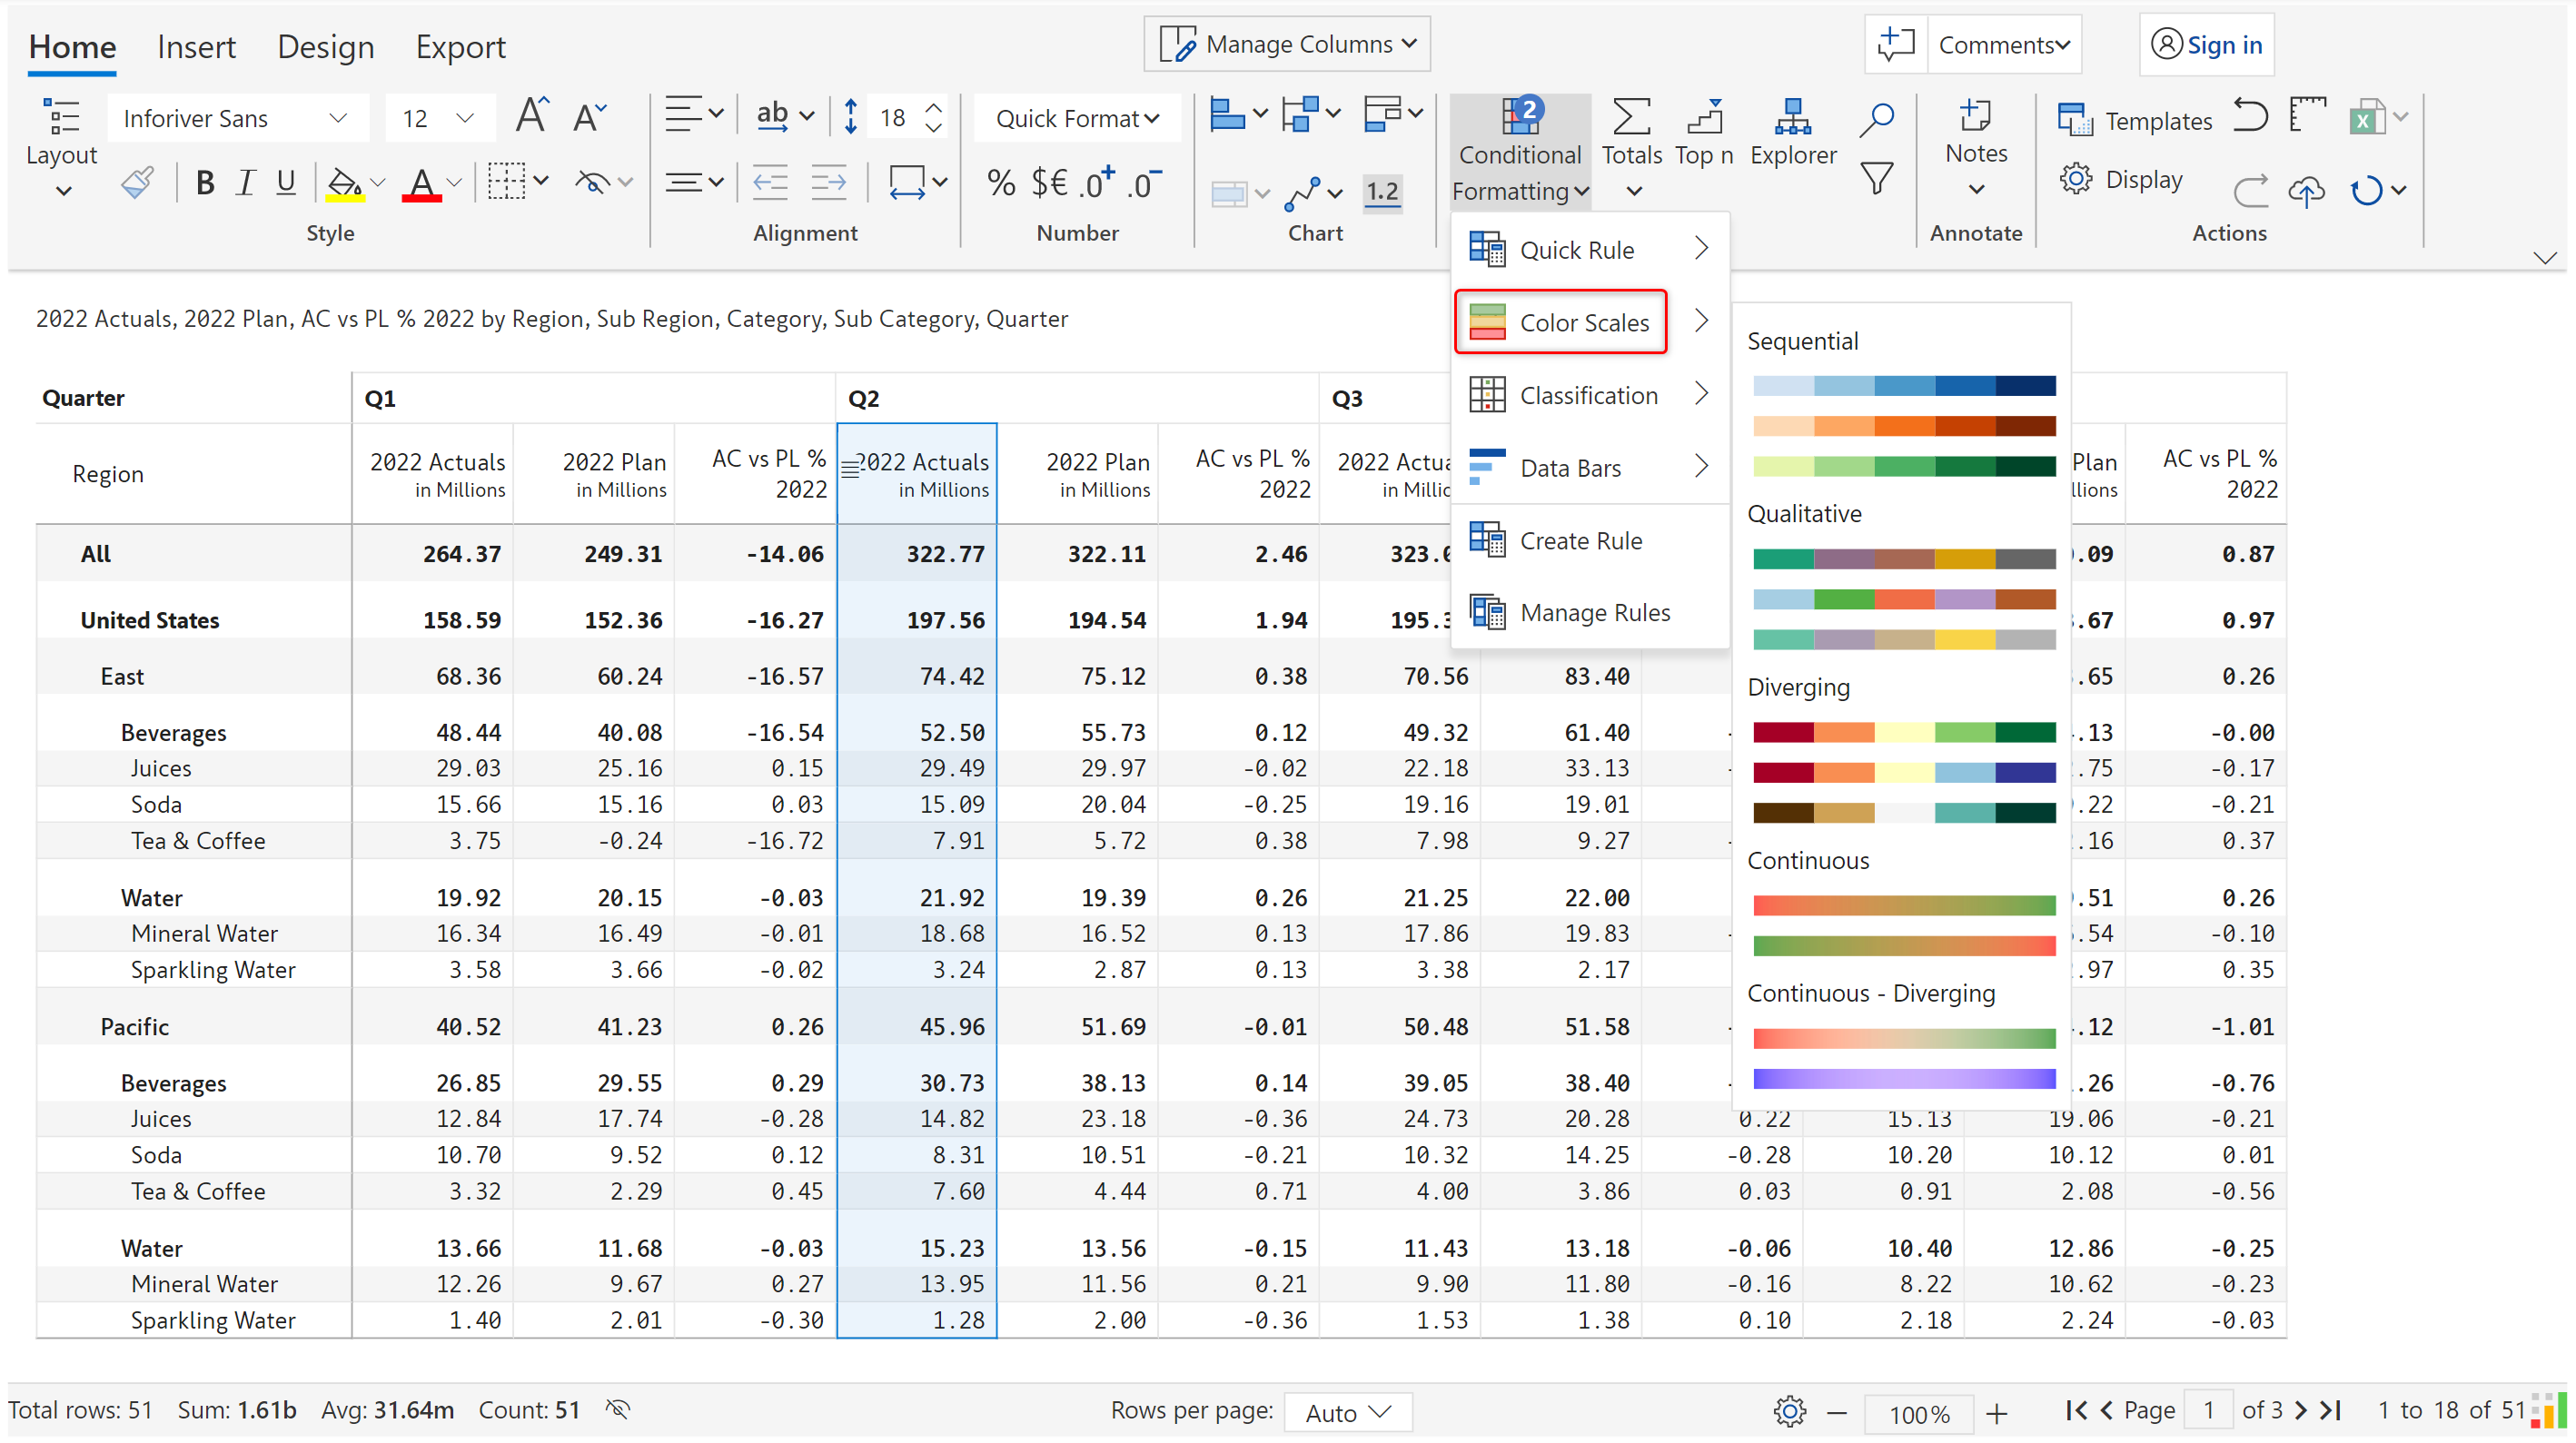 Home Insert Design Export Manage Columns Comments Sign in
Inforiver Sans 12 ab 18 Quick Format 2
Layout Conditional Totals Top n Explorer Notes Templates
B I U A % $€ .0+ .0- 1.2 Formatting Display
Style Alignment Number Chart Annotate Actions
Quick Rule
Color Scales
Classification
Data Bars
Create Rule
Manage Rules
Sequential
Qualitative
Diverging
Continuous
Continuous - Diverging
2022 Actuals, 2022 Plan, AC vs PL % 2022 by Region, Sub Region, Category, Sub Category, Quarter
Quarter Q1 Q2 Q3
Region 2022 Actuals 2022 Plan AC vs PL % 2022 Actuals 2022 Plan AC vs PL % 2022 Plan AC vs PL %
in Millions in Millions 2022 in Millions in Millions 2022 in 2022
All 264.37 249.31 -14.06 322.77 322.11 2.46 .09 0.87
United States 158.59 152.36 -16.27 197.56 194.54 1.94 .67 0.97
East 68.36 60.24 -16.57 74.42 75.12 0.38 70.56 83.40 .65 0.26
Beverages 48.44 40.08 -16.54 52.50 55.73 0.12 49.32 61.40 .13 -0.00
Juices 29.03 25.16 0.15 29.49 29.97 -0.02 22.18 33.13 .75 -0.17
Soda 15.66 15.16 0.03 15.09 20.04 -0.25 19.16 19.01 .22 -0.21
Tea & Coffee 3.75 -0.24 -16.72 7.91 5.72 0.38 7.98 9.27 .16 0.37
Water 19.92 20.15 -0.03 21.92 19.39 0.26 21.25 22.00 .51 0.26
Mineral Water 16.34 16.49 -0.01 18.68 16.52 0.13 17.86 19.83 .54 -0.10
Sparkling Water 3.58 3.66 -0.02 3.24 2.87 0.13 3.38 2.17 .97 0.35
Pacific 40.52 41.23 0.26 45.96 51.69 -0.01 50.48 51.58 .12 -1.01
Beverages 26.85 29.55 0.29 30.73 38.13 0.14 39.05 38.40 .26 -0.76
Juices 12.84 17.74 -0.28 14.82 23.18 -0.36 24.73 20.28 0.22 15.13 19.06 -0.21
Soda 10.70 9.52 0.12 8.31 10.51 -0.21 10.32 14.25 -0.28 10.20 10.12 0.01
Tea & Coffee 3.32 2.29 0.45 7.60 4.44 0.71 4.00 3.86 0.03 0.91 2.08 -0.56
Water 13.66 11.68 -0.03 15.23 13.56 -0.15 11.43 13.18 -0.06 10.40 12.86 -0.25
Mineral Water 12.26 9.67 0.27 13.95 11.56 0.21 9.90 11.80 -0.16 8.22 10.62 -0.23
Sparkling Water 1.40 2.01 -0.30 1.28 2.00 -0.36 1.53 1.38 0.10 2.18 2.24 -0.03
Total rows: 51 Sum: 1.61b Avg: 31.64m Count: 51 Rows per page: Auto 100% Page 1 of 3 1 to 18 of 51